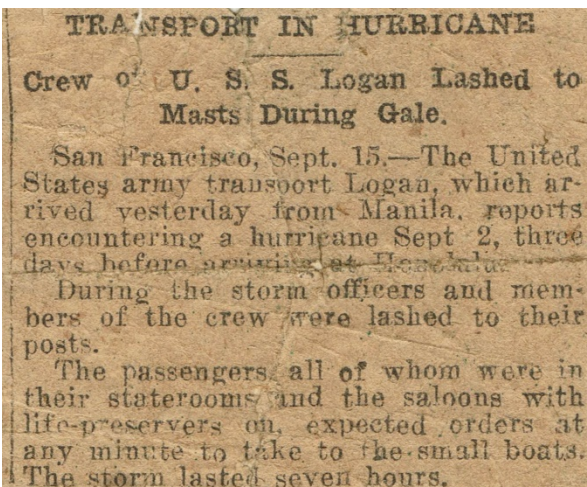 TRANSPORT IN HURRICANE
Crew of U. S. S. Logan Lashed to
Masts During Gale.
San Francisco, Sept. 15.—The United
States army transport Logan, which ar-
rived yesterday from Manila, reports
encountering a hurricane Sept 2, three
days before arriving at Honolulu.
During the storm officers and mem-
bers of the crew were lashed to their
posts.
The passengers, all of whom were in
their staterooms and the saloons with
life-preservers on, expected orders at
any minute to take to the small boats.
The storm lasted seven hours.